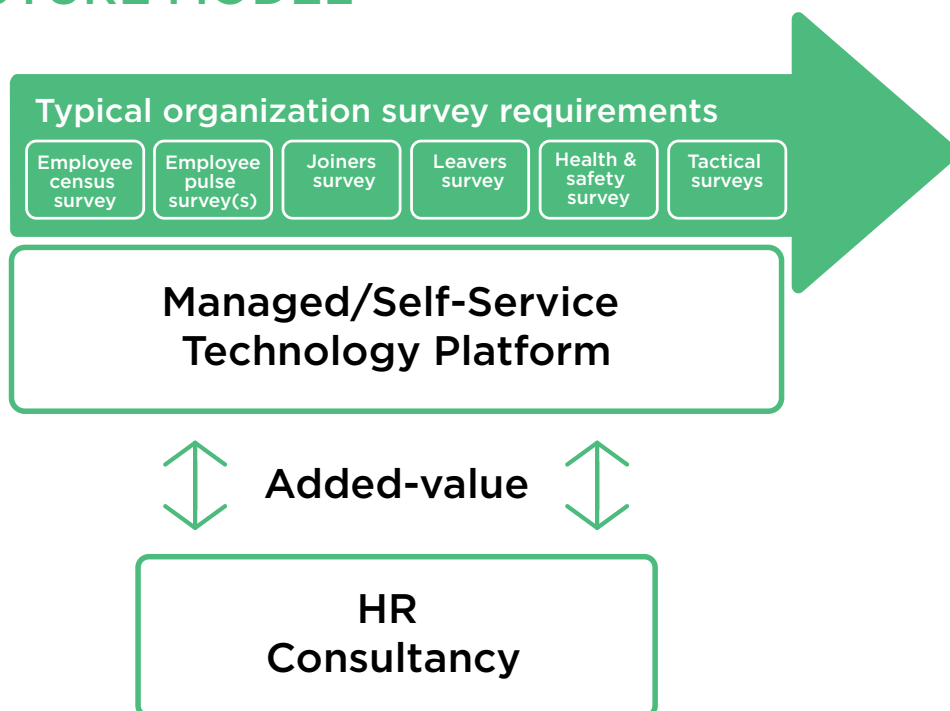 MODEL
Typical organization survey requirements
Employee
census
survey
Employee
pulse
survey(s)
Joiners
survey
Leavers
survey
Health &
safety
survey
Tactical
surveys
Managed/Self-Service
Technology Platform
Added-value
HR
Consultancy